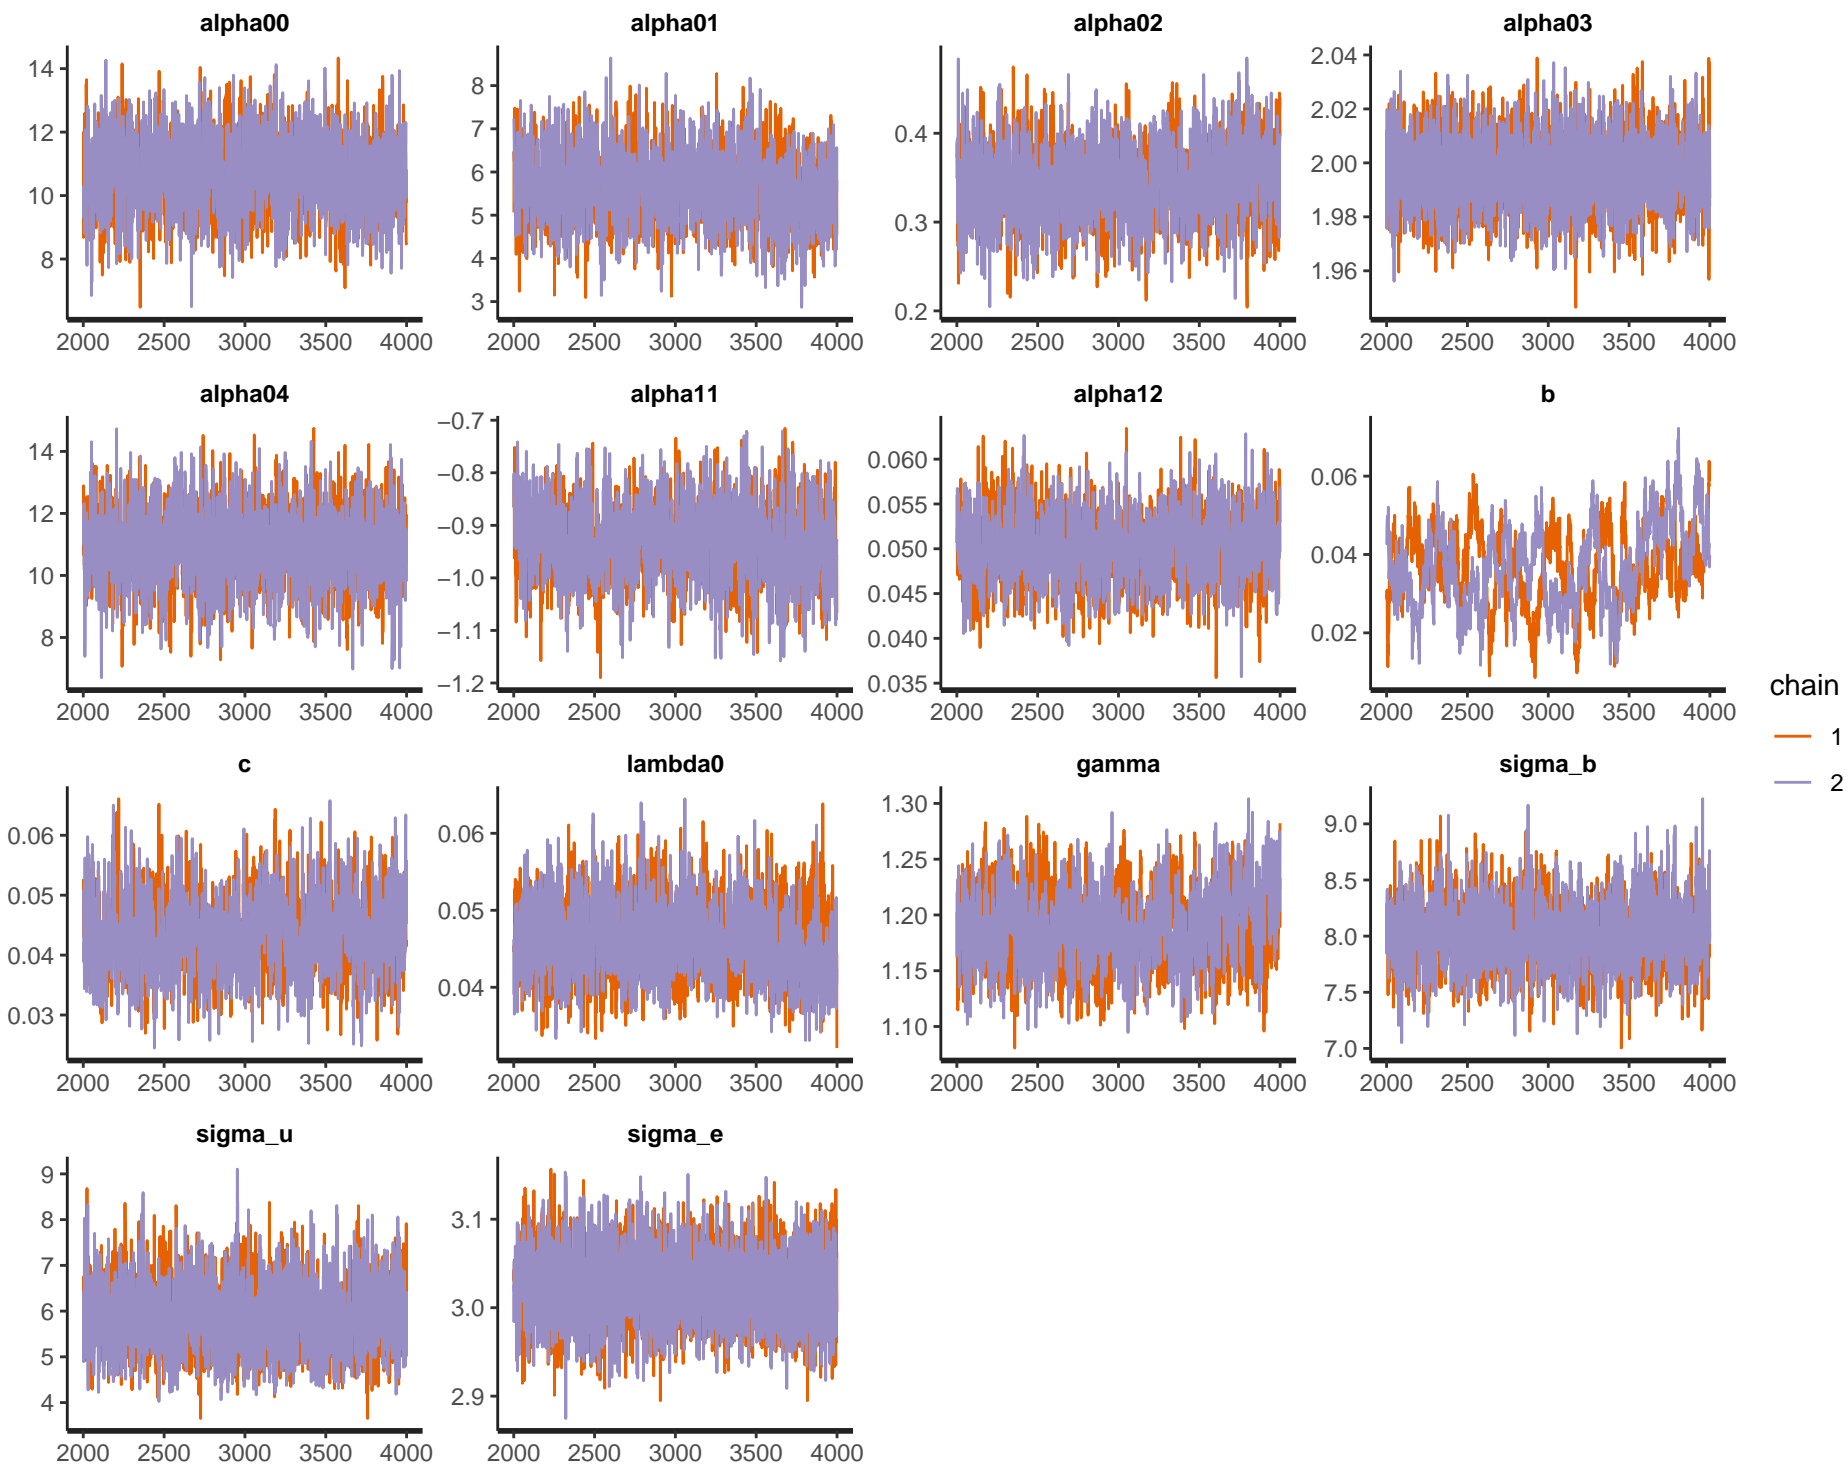 alpha00 alpha01 alpha02 alpha03
14 12 10 8
8 7 6 5 4 3
0.4 0.3 0.2
2.04 2.02 2.00 1.98 1.96
2000 2500 3000 3500 4000 2000 2500 3000 3500 4000 2000 2500 3000 3500 4000 2000 2500 3000 3500 4000
alpha04 alpha11 alpha12 b
14 12 10 8
−0.7 −0.8 −0.9 −1.0 −1.1 −1.2
0.060 0.055 0.050 0.045 0.040 0.035
0.06 0.04 0.02
2000 2500 3000 3500 4000 2000 2500 3000 3500 4000 2000 2500 3000 3500 4000 2000 2500 3000 3500 4000
c lambda0 gamma sigma_b
0.06 0.05 0.04 0.03
0.06 0.05 0.04
1.30 1.25 1.20 1.15 1.10
9.0 8.5 8.0 7.5 7.0
2000 2500 3000 3500 4000 2000 2500 3000 3500 4000 2000 2500 3000 3500 4000 2000 2500 3000 3500 4000
sigma_u sigma_e
9 8 7 6 5 4
3.1 3.0 2.9
2000 2500 3000 3500 4000 2000 2500 3000 3500 4000
chain
1
2